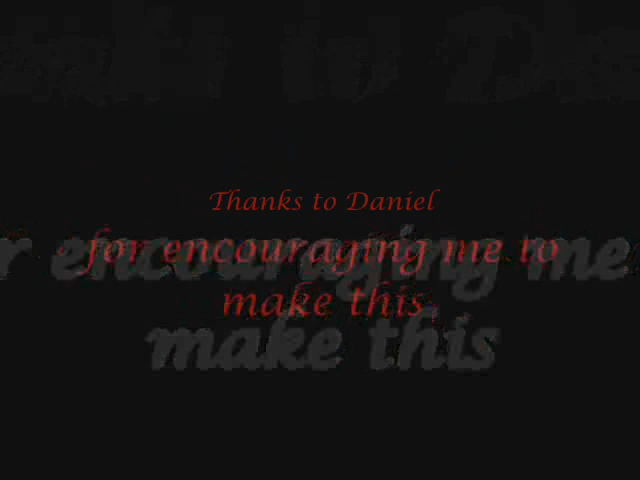 Thanks to Daniel
for encouraging me to
make this